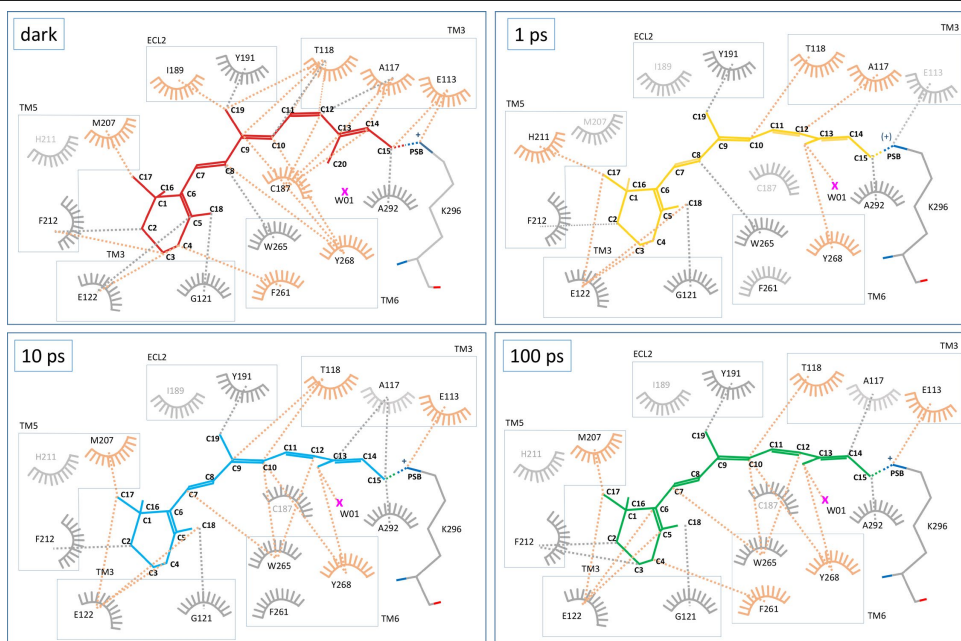 dark
ECL2
TM3
Y191
T118
I189
A117
E113
TM5
C19
C11
C12
M207
C13
C14
+
H211
C9
C10
C15
PSB
C17
C7
C20
C16
C8
C187
X
C6
W01
C1
C18
A292
F212
C5
K296
C2
W265
C4
Y268
TM3
C3
F261
E122
G121
TM6
1 ps
ECL2
TM3
Y191
T118
I189
A117
E113
TM5
C19
M207
C11
C12
C13
C14
(+)
H211
C9
C10
C15
PSB
C17
C7
C8
C187
X
C16
C6
W01
C1
C18
A292
F212
C5
K296
C2
W265
C4
Y268
TM3
C3
F261
E122
G121
TM6
10 ps
ECL2
TM3
Y191
T118
I189
A117
E113
TM5
C19
M207
C11
C12
C13
C14
+
H211
C9
C10
C15
PSB
C8
C17
C7
C187
X
C16
C6
W01
C1
C18
A292
F212
C5
K296
C2
W265
C4
Y268
TM3
C3
F261
E122
G121
TM6
100 ps
ECL2
TM3
Y191
T118
I189
A117
E113
TM5
C19
M207
C11
C12
C13
C14
+
H211
C9
C10
C15
PSB
C8
C17
C7
C187
X
C16
C6
W01
C1
C18
A292
F212
C5
K296
C2
W265
C4
Y268
TM3
C3
F261
E122
G121
TM6